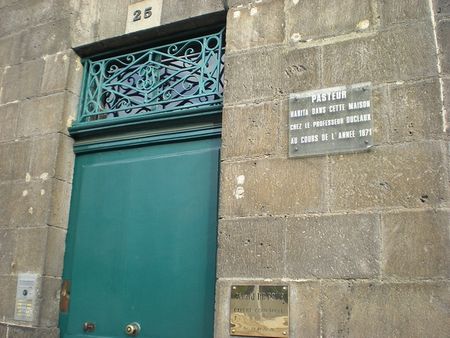 25
PASTEUR
HABITA DANS CETTE MAISON
CHEZ LE PROFESSEUR DUCLAUX
AU COURS DE L'ANNÉE 1871